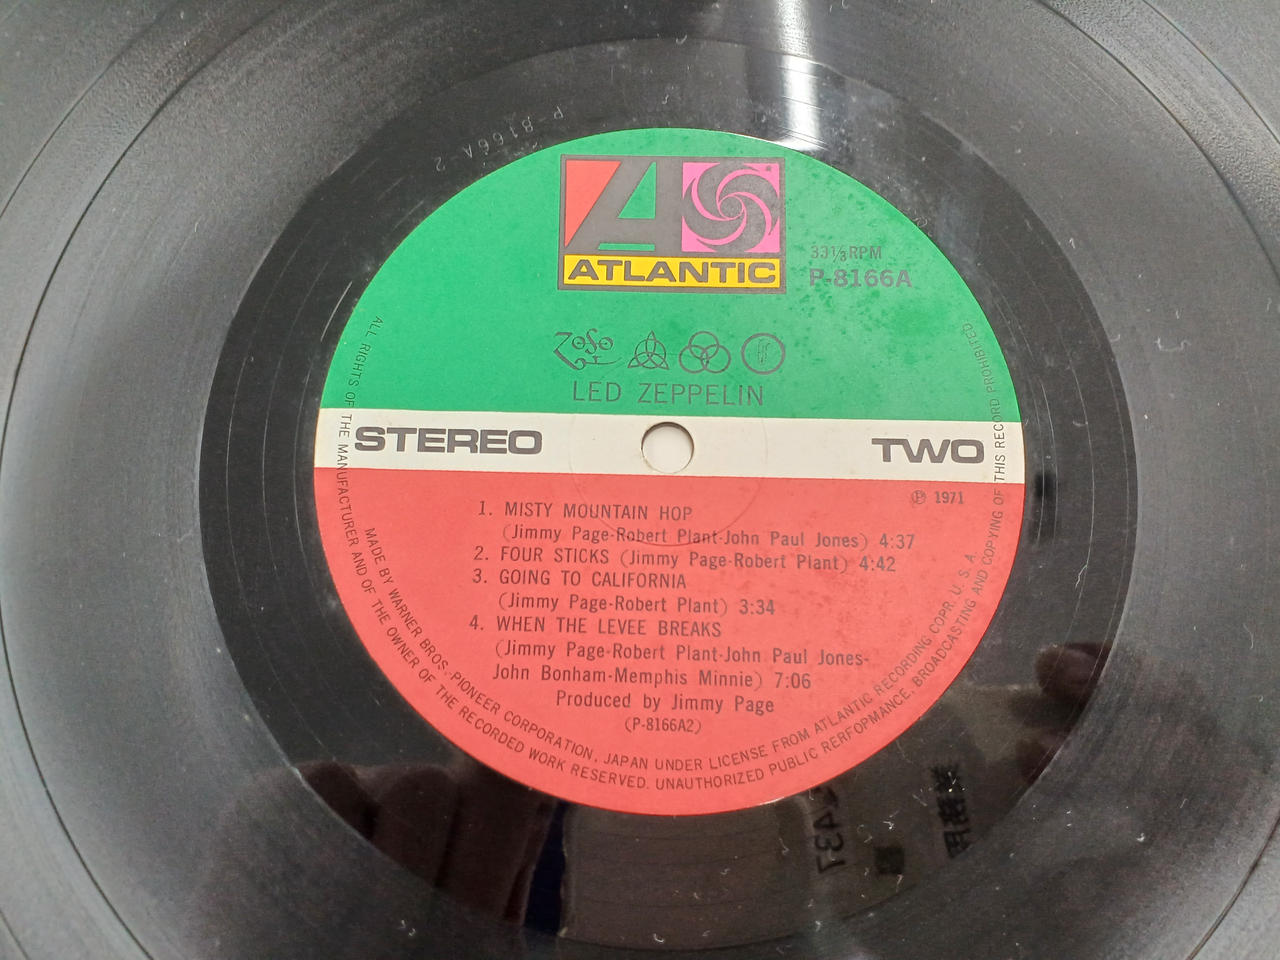 P-8166A-2
ATLANTIC
33⅓RPM
P-8166A
LED ZEPPELIN
STEREO
TWO
Ⓟ 1971
1. MISTY MOUNTAIN HOP
(Jimmy Page-Robert Plant-John Paul Jones) 4:37
2. FOUR STICKS (Jimmy Page-Robert Plant) 4:42
3. GOING TO CALIFORNIA
(Jimmy Page-Robert Plant) 3:34
4. WHEN THE LEVEE BREAKS
(Jimmy Page-Robert Plant-John Paul Jones-
John Bonham-Memphis Minnie) 7:06
Produced by Jimmy Page
(P-8166A2)
MADE BY WARNER BROS.-PIONEER CORPORATION, JAPAN UNDER LICENSE FROM ATLANTIC RECORDING COPR. U. S. A.
ALL RIGHTS OF THE MANUFACTURER AND OF THE OWNER OF THE RECORDED WORK RESERVED. UNAUTHORIZED PUBLIC RERFOPMANCE, BROADCASTING AND COPYING OF THIS RECORD PROHIBITED